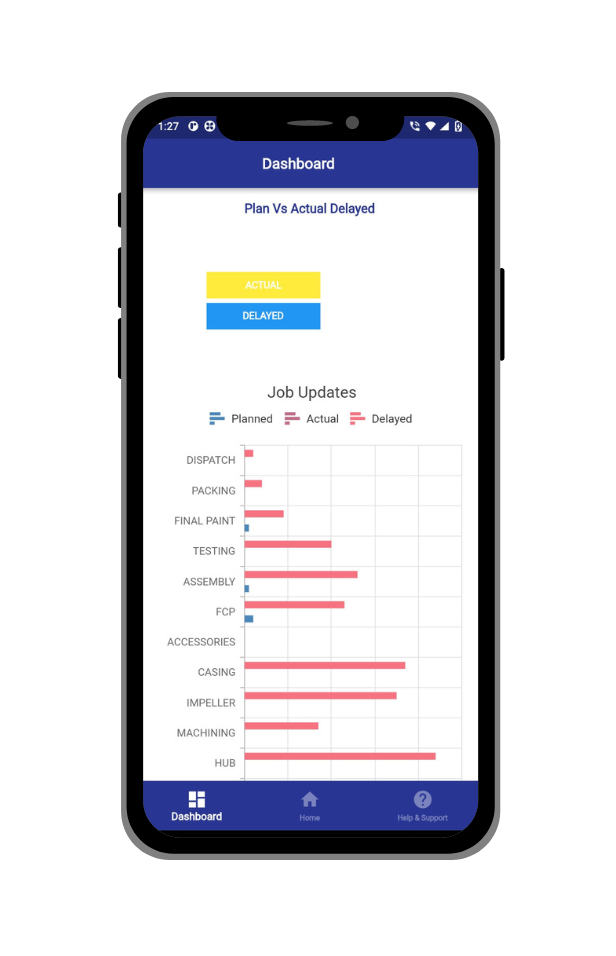 1:27
Dashboard
Plan Vs Actual Delayed
ACTUAL
DELAYED
Job Updates
Planned Actual Delayed
DISPATCH
PACKING
FINAL PAINT
TESTING
ASSEMBLY
FCP
ACCESSORIES
CASING
IMPELLER
MACHINING
HUB
Dashboard Home Help & Support